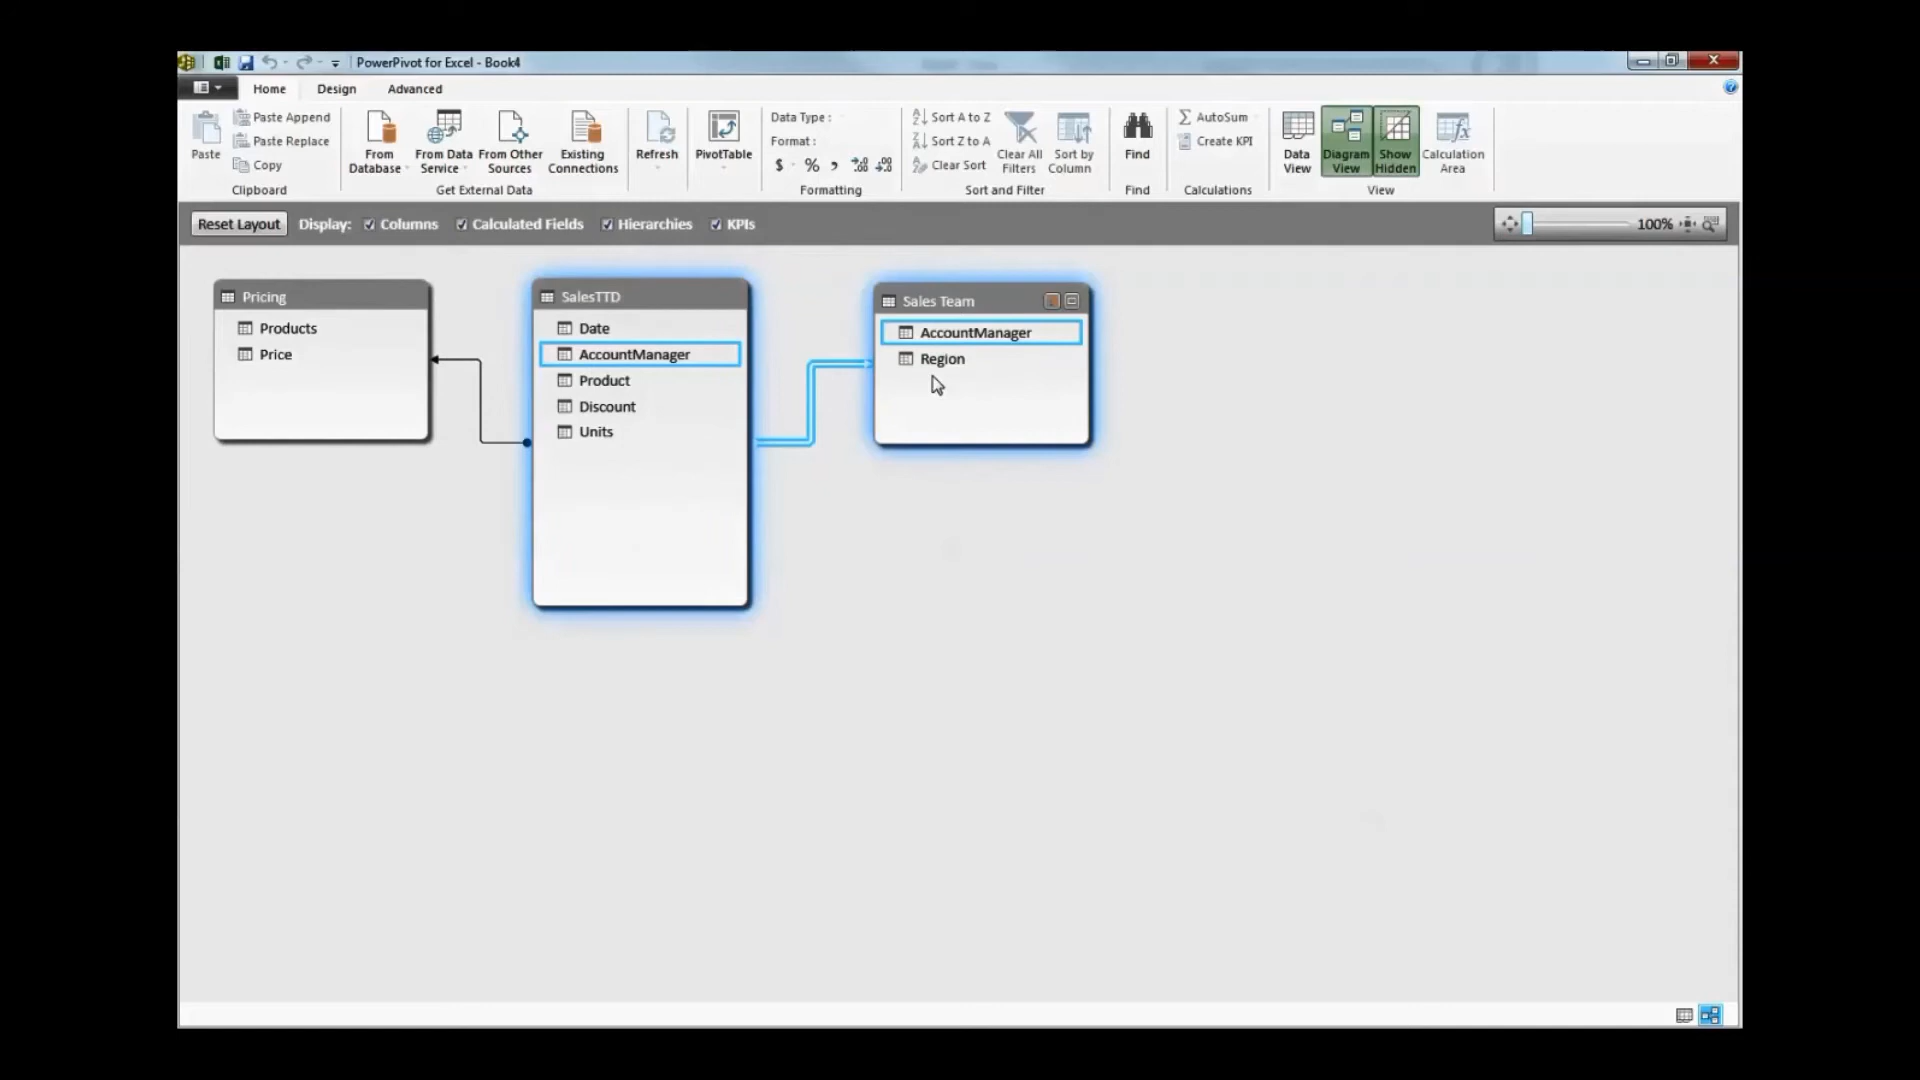 PowerPivot for Excel - Book4
Home Design Advanced
Paste
Paste Append
Paste Replace
Copy
Clipboard
From Database
From Data Service
From Other Sources
Existing Connections
Get External Data
Refresh
PivotTable
Data Type :
Format :
$ % ,
Formatting
Sort A to Z
Sort Z to A
Clear Sort
Clear All Filters
Sort by Column
Sort and Filter
Find
Find
AutoSum
Create KPI
Calculations
Data View
Diagram View
Show Hidden
Calculation Area
View
Reset Layout Display: Columns Calculated Fields Hierarchies KPIs 100%
Pricing
Products
Price
SalesTTD
Date
AccountManager
Product
Discount
Units
Sales Team
AccountManager
Region